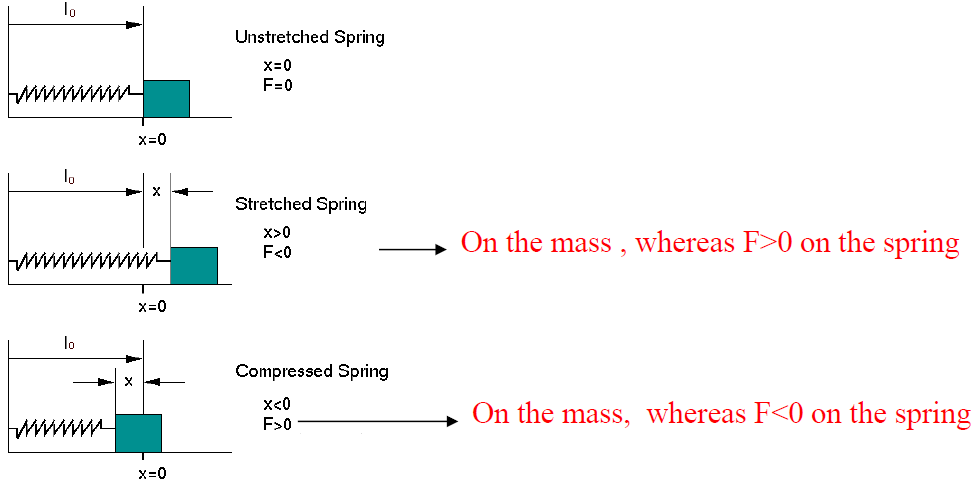 l₀
Unstretched Spring
x=0
F=0
x=0
l₀
x
Stretched Spring
x>0
F<0
On the mass , whereas F>0 on the spring
x=0
l₀
x
Compressed Spring
x<0
F>0
On the mass, whereas F<0 on the spring
x=0